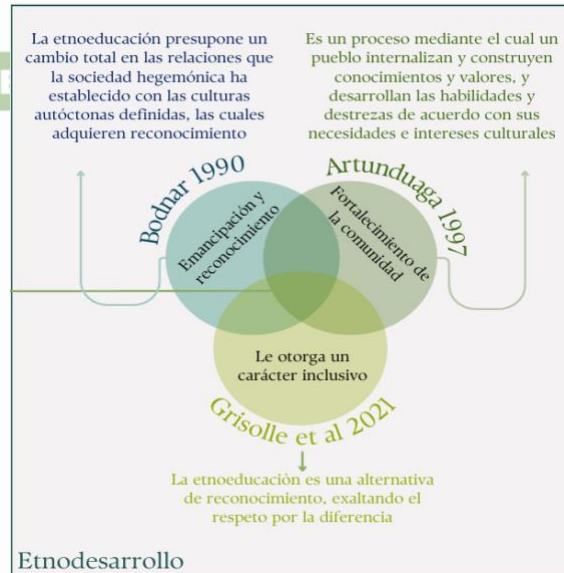 La etnoeducación presupone un
cambio total en las relaciones que
la sociedad hegemónica ha
establecido con las culturas
autóctonas definidas, las cuales
adquieren reconocimiento
Es un proceso mediante el cual un
pueblo internalizan y construyen
conocimientos y valores, y
desarrollan las habilidades y
destrezas de acuerdo con sus
necesidades e intereses culturales
Bodnar 1990
Artunduaga 1997
Emancipación y
reconocimiento
Fortalecimiento de
la comunidad
Le otorga un
carácter inclusivo
Grisolle et al 2021
La etnoeducación es una alternativa
de reconocimiento, exaltando el
respeto por la diferencia
Etnodesarrollo